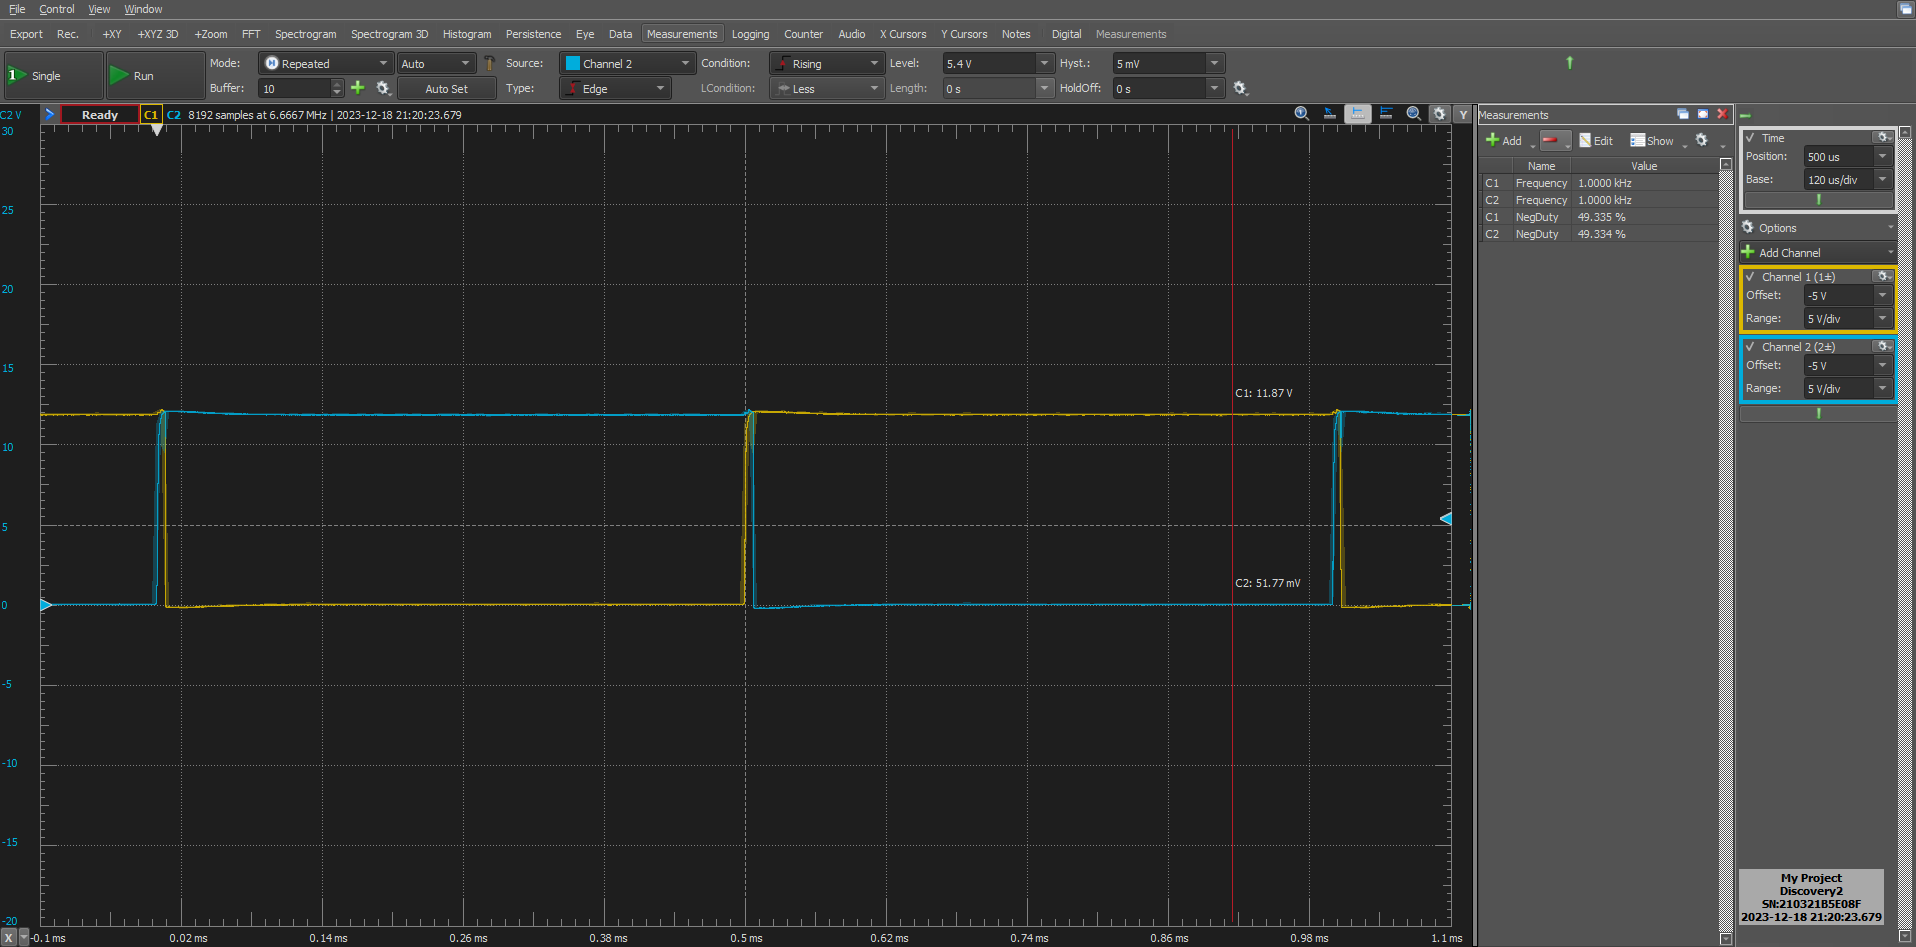 File Control View Window
Export Rec. +XY +XYZ 3D +Zoom FFT Spectrogram Spectrogram 3D Histogram Persistence Eye Data Measurements Logging Counter Audio X Cursors Y Cursors Notes Digital Measurements
1 Single Run Mode: Repeated Auto Source: Channel 2 Condition: Rising Level: 5.4 V Hyst.: 5 mV
Buffer: 10 Auto Set Type: Edge LCondition: Less Length: 0 s HoldOff: 0 s
C2 V Ready C1 C2 8192 samples at 6.6667 MHz | 2023-12-18 21:20:23.679 Y
30
25
20
15
10
5
0
-5
-10
-15
-20
C1: 11.87 V
C2: 51.77 mV
X -0.1 ms 0.02 ms 0.14 ms 0.26 ms 0.38 ms 0.5 ms 0.62 ms 0.74 ms 0.86 ms 0.98 ms 1.1 ms
Measurements
Add Edit Show
Name Value
C1 Frequency 1.0000 kHz
C2 Frequency 1.0000 kHz
C1 NegDuty 49.335 %
C2 NegDuty 49.334 %
Time
Position: 500 us
Base: 120 us/div
Options
Add Channel
Channel 1 (1±)
Offset: -5 V
Range: 5 V/div
Channel 2 (2±)
Offset: -5 V
Range: 5 V/div
My Project
Discovery2
SN:210321B5E08F
2023-12-18 21:20:23.679